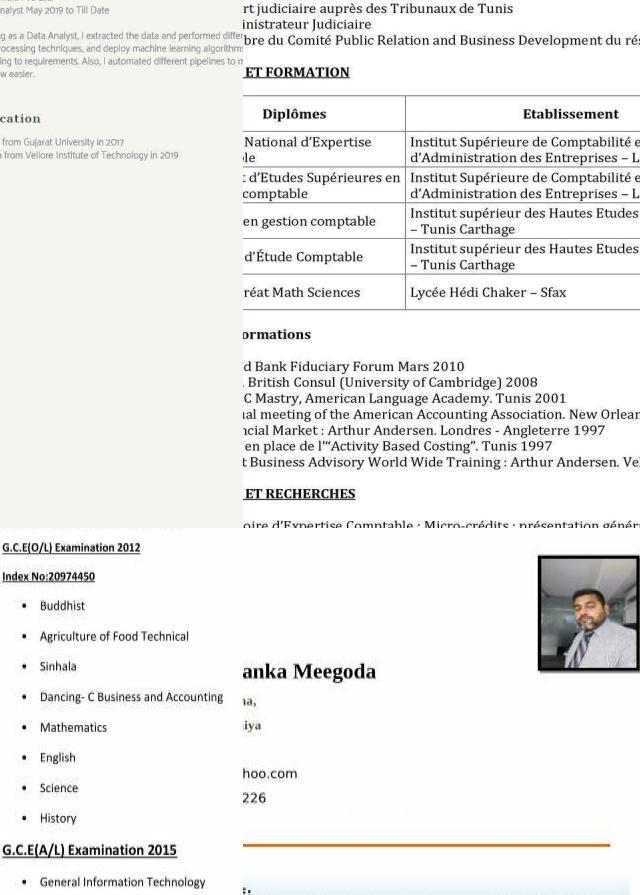 nalyst May 2019 to Till Date
g as a Data Analyst, I extracted the data and performed differ
rocessing techniques, and deploy machine learning algorithm
ing to requirements. Also, I automated different pipelines to m
w easier.
cation
from Gujarat University in 2017
from Vellore Institute of Technology in 2019
rt judiciaire auprès des Tribunaux de Tunis
inistrateur Judiciaire
bre du Comité Public Relation and Business Development du rés
ET FORMATION
Diplômes
Etablissement
National d'Expertise
ble
Institut Supérieure de Comptabilité e
d'Administration des Entreprises – L
t d'Etudes Supérieures en
comptable
Institut Supérieure de Comptabilité e
d'Administration des Entreprises – L
en gestion comptable
Institut supérieur des Hautes Etudes
– Tunis Carthage
d'Étude Comptable
Institut supérieur des Hautes Etudes
– Tunis Carthage
réat Math Sciences
Lycée Hédi Chaker – Sfax
ormations
d Bank Fiduciary Forum Mars 2010
. British Consul (University of Cambridge) 2008
C Mastry, American Language Academy. Tunis 2001
al meeting of the American Accounting Association. New Orlean
ncial Market : Arthur Andersen. Londres - Angleterre 1997
en place de l'"Activity Based Costing". Tunis 1997
t Business Advisory World Wide Training : Arthur Andersen. Ve
ET RECHERCHES
oire d'Expertise Comptable : Micro-crédits : présentation généra
G.C.E(O/L) Examination 2012
Index No:20974450
• Buddhist
• Agriculture of Food Technical
• Sinhala
• Dancing- C Business and Accounting
• Mathematics
• English
• Science
• History
G.C.E(A/L) Examination 2015
• General Information Technology
anka Meegoda
na,
iya
hoo.com
226